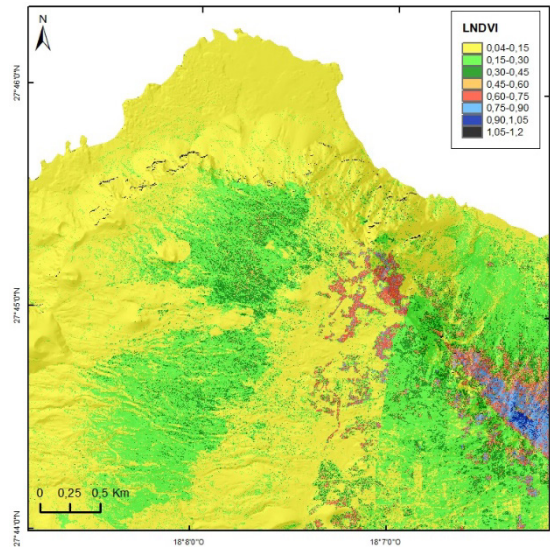 N
LNDVI
0,04-0,15
0,15-0,30
0,30-0,45
0,45-0,60
0,60-0,75
0,75-0,90
0,90,1,05
1,05-1,2
27°46'0"N
27°45'0"N
27°44'0"N
0 0,25 0,5 Km
18°8'0"O 18°7'0"O